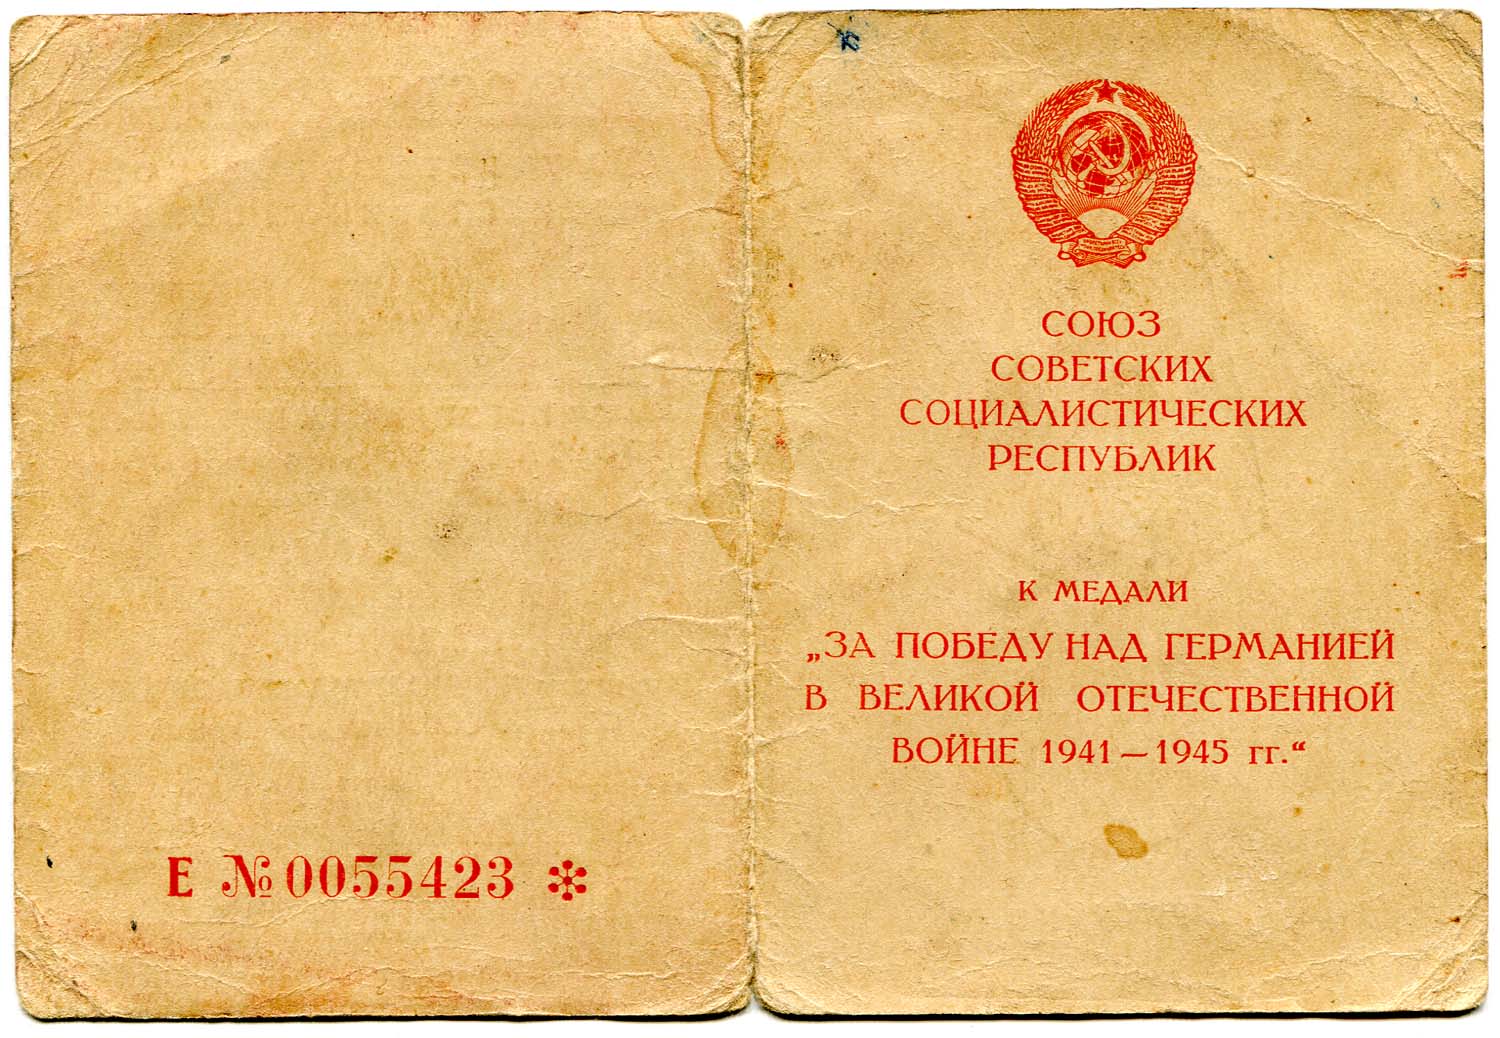 Е №0055423 *
СОЮЗ
СОВЕТСКИХ
СОЦИАЛИСТИЧЕСКИХ
РЕСПУБЛИК
К МЕДАЛИ
„ЗА ПОБЕДУ НАД ГЕРМАНИЕЙ
В ВЕЛИКОЙ ОТЕЧЕСТВЕННОЙ
ВОЙНЕ 1941—1945 гг.“